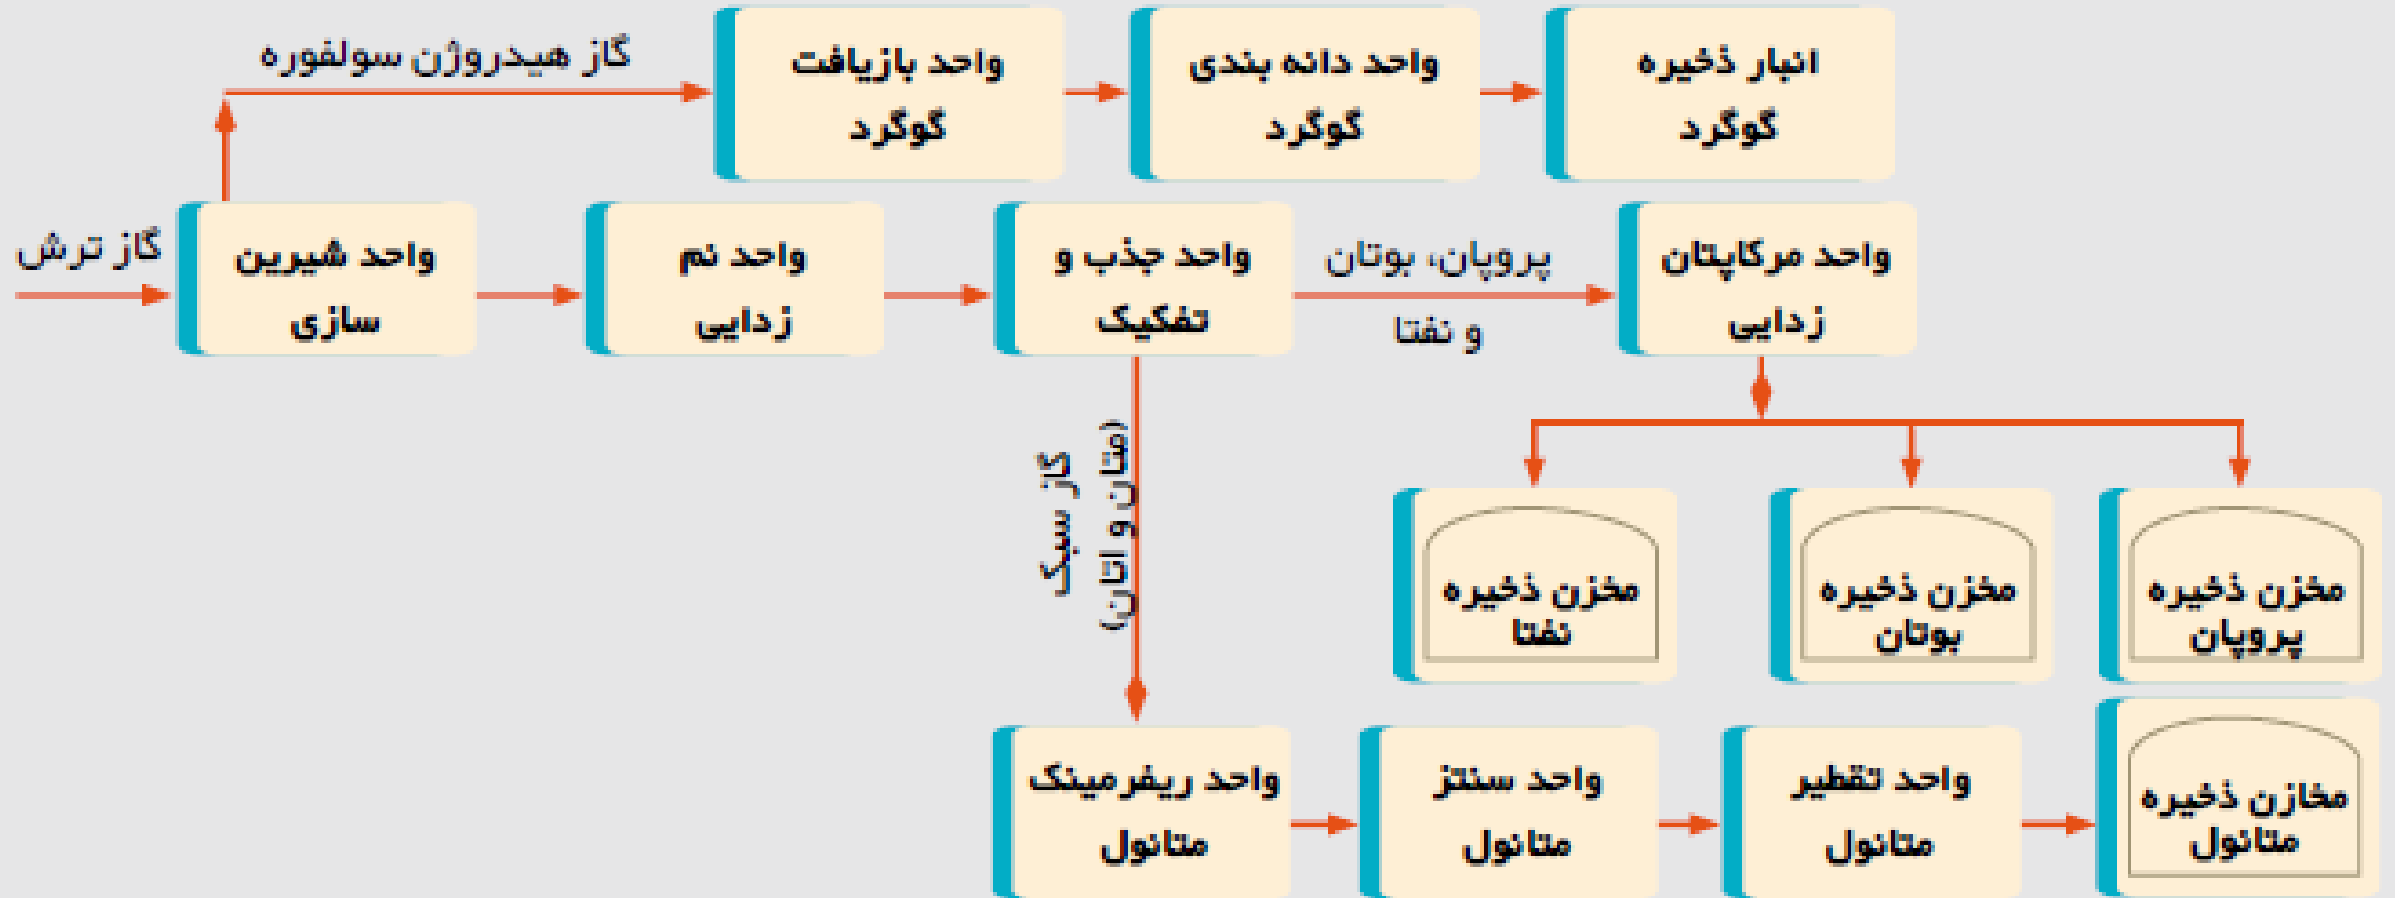 گاز هیدروژن سولفوره
واحد بازیافت
گوگرد
واحد دانه بندی
گوگرد
انبار ذخیره
گوگرد
گاز ترش
واحد شیرین
سازی
واحد نم
زدایی
واحد جذب و
تفکیک
پروپان، بوتان
و نفتا
واحد مرکاپتان
زدایی
گاز سبک
(متان و اتان)
مخزن ذخیره
نفتا
مخزن ذخیره
بوتان
مخزن ذخیره
پروپان
واحد ریفرمینک
متانول
واحد سنتز
متانول
واحد تقطیر
متانول
مخازن ذخیره
متانول